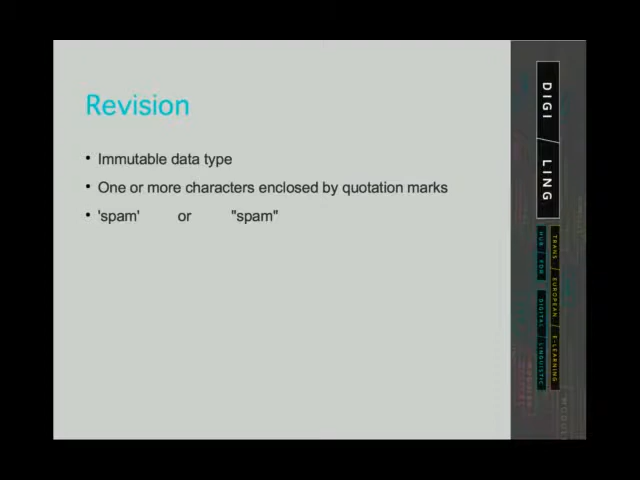 Revision
• Immutable data type
• One or more characters enclosed by quotation marks
• 'spam' or "spam"
DIGI / LING
TRANS / EUROPEAN / E-LEARNING
HUB / FOR / DIGITAL / LINGUISTIC